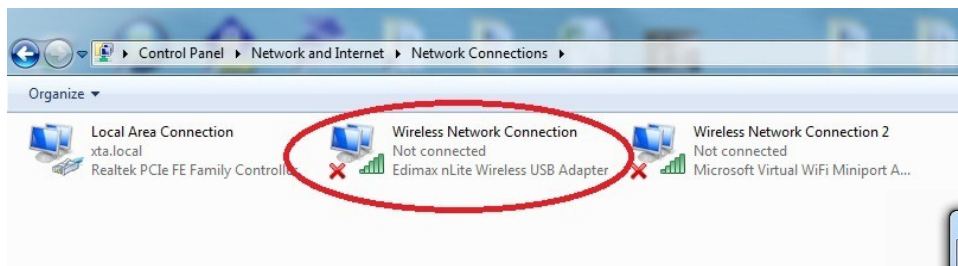 Control Panel Network and Internet Network Connections
Organize
Local Area Connection
xta.local
Realtek PCIe FE Family Controller
Wireless Network Connection
Not connected
Edimax nLite Wireless USB Adapter
Wireless Network Connection 2
Not connected
Microsoft Virtual WiFi Miniport A...